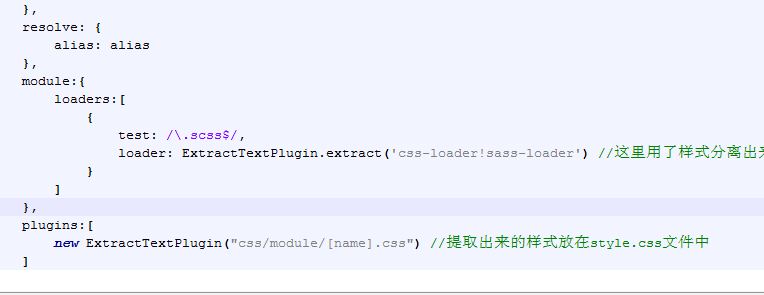 },
resolve: {
    alias: alias
},
module:{
    loaders:[
        {
            test: /\.scss$/,
            loader: ExtractTextPlugin.extract('css-loader!sass-loader') //这里用了样式分离出来
        }
    ]
},
plugins:[
    new ExtractTextPlugin("css/module/[name].css") //提取出来的样式放在style.css文件中
]